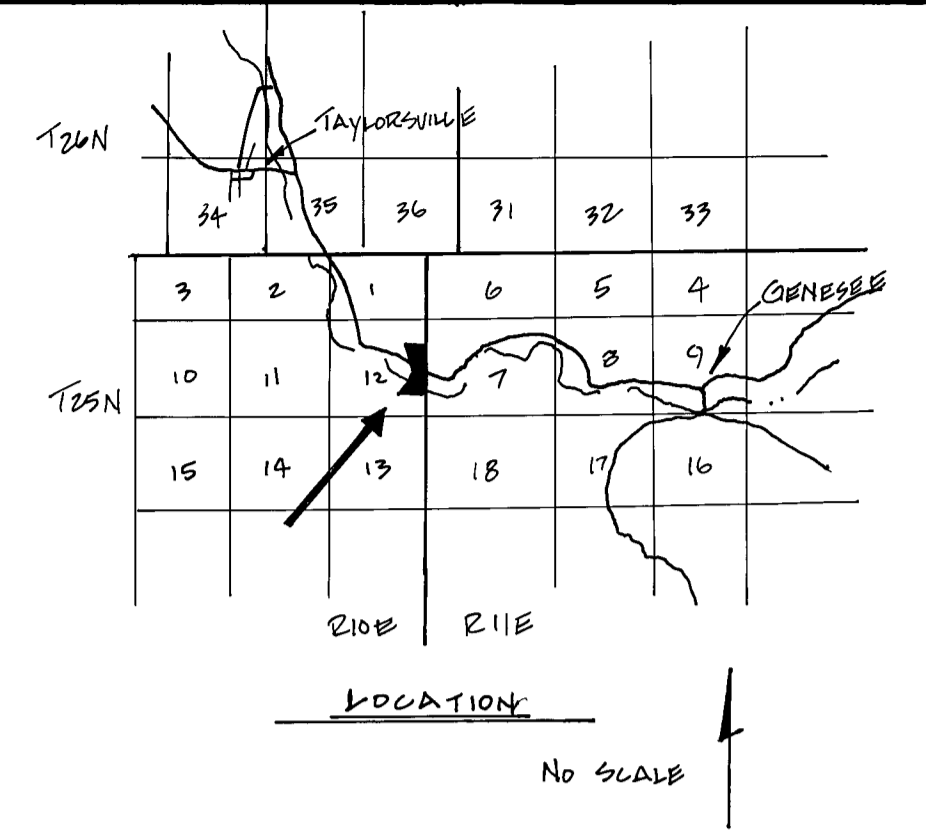 T26N
TAYLORSVILLE
34 35 36 31 32 33
3 2 1 6 5 4 GENESEE
T25N
10 11 12 7 8 9
15 14 13 18 17 16
R10E R11E
LOCATION
NO SCALE